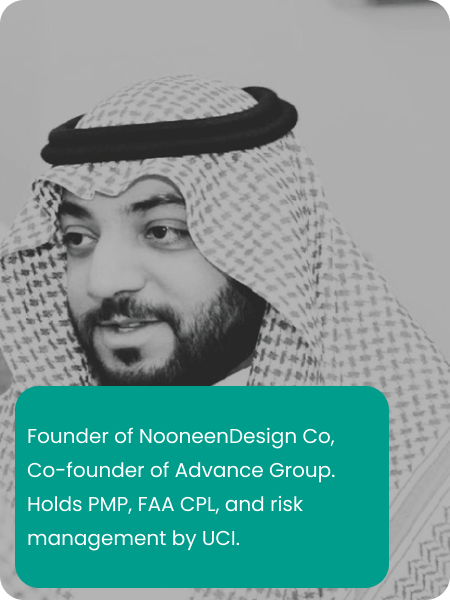 Founder of NooneenDesign Co,
Co-founder of Advance Group.
Holds PMP, FAA CPL, and risk
management by UCI.